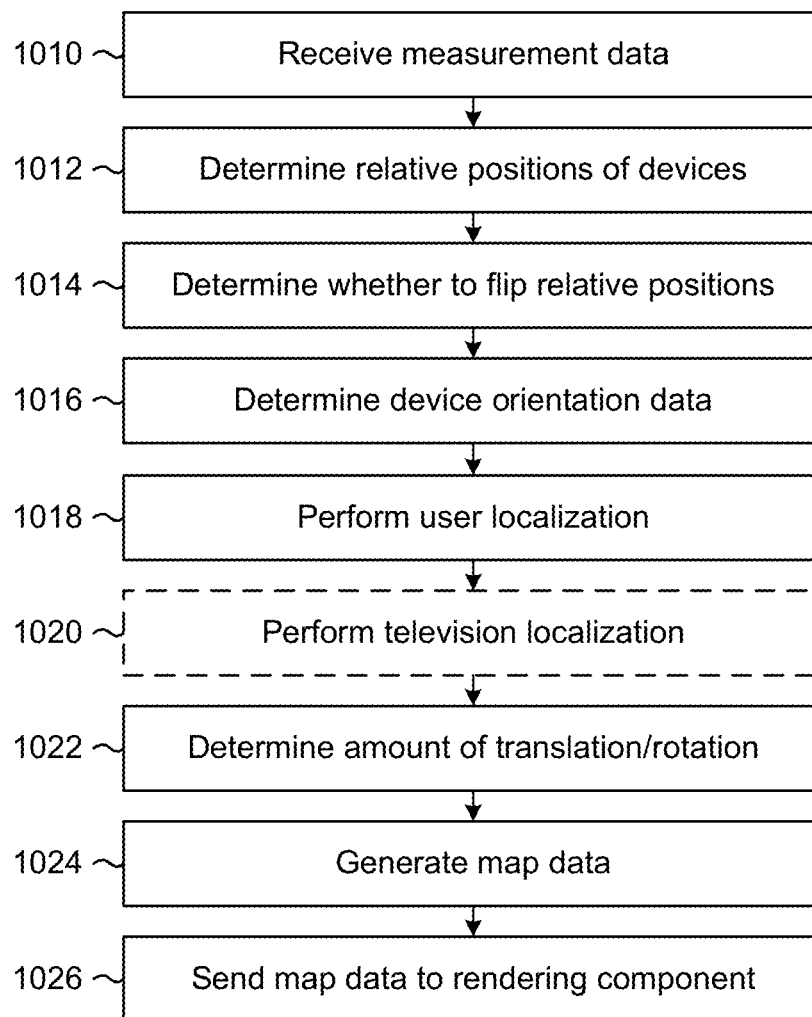 1010 Receive measurement data
1012 Determine relative positions of devices
1014 Determine whether to flip relative positions
1016 Determine device orientation data
1018 Perform user localization
1020 Perform television localization
1022 Determine amount of translation/rotation
1024 Generate map data
1026 Send map data to rendering component